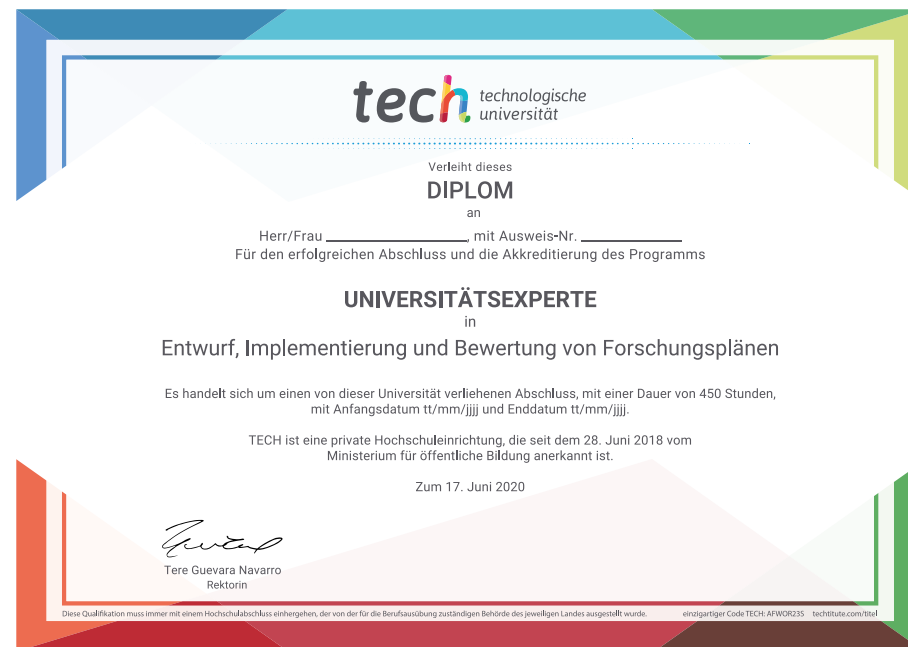 tech technologische
universität
Verleiht dieses
DIPLOM
an
Herr/Frau ____________________, mit Ausweis-Nr. ______________
Für den erfolgreichen Abschluss und die Akkreditierung des Programms
UNIVERSITÄTSEXPERTE
in
Entwurf, Implementierung und Bewertung von Forschungsplänen
Es handelt sich um einen von dieser Universität verliehenen Abschluss, mit einer Dauer von 450 Stunden,
mit Anfangsdatum tt/mm/jjjj und Enddatum tt/mm/jjjj.
TECH ist eine private Hochschuleinrichtung, die seit dem 28. Juni 2018 vom
Ministerium für öffentliche Bildung anerkannt ist.
Zum 17. Juni 2020
Tere Guevara Navarro
Rektorin
Diese Qualifikation muss immer mit einem Hochschulabschluss einhergehen, der von der für die Berufsausübung zuständigen Behörde des jeweiligen Landes ausgestellt wurde. einzigartiger Code TECH: AFWOR23S techtitute.com/titel